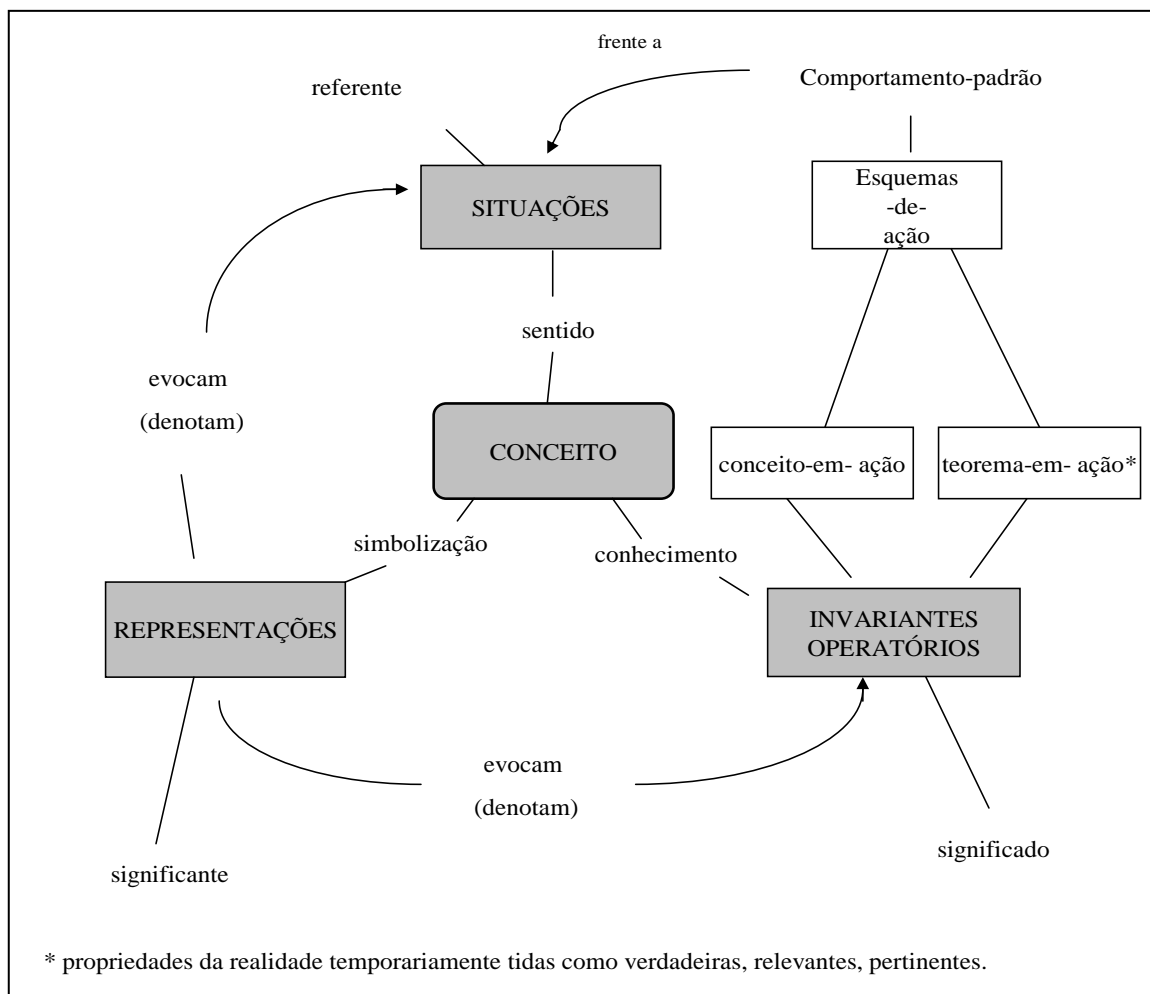 frente a
referente
Comportamento-padrão
Esquemas
-de-
ação
SITUAÇÕES
sentido
evocam
(denotam)
CONCEITO
conceito-em- ação
teorema-em- ação*
simbolização
conhecimento
REPRESENTAÇÕES
INVARIANTES
OPERATÓRIOS
evocam
(denotam)
significado
significante
* propriedades da realidade temporariamente tidas como verdadeiras, relevantes, pertinentes.